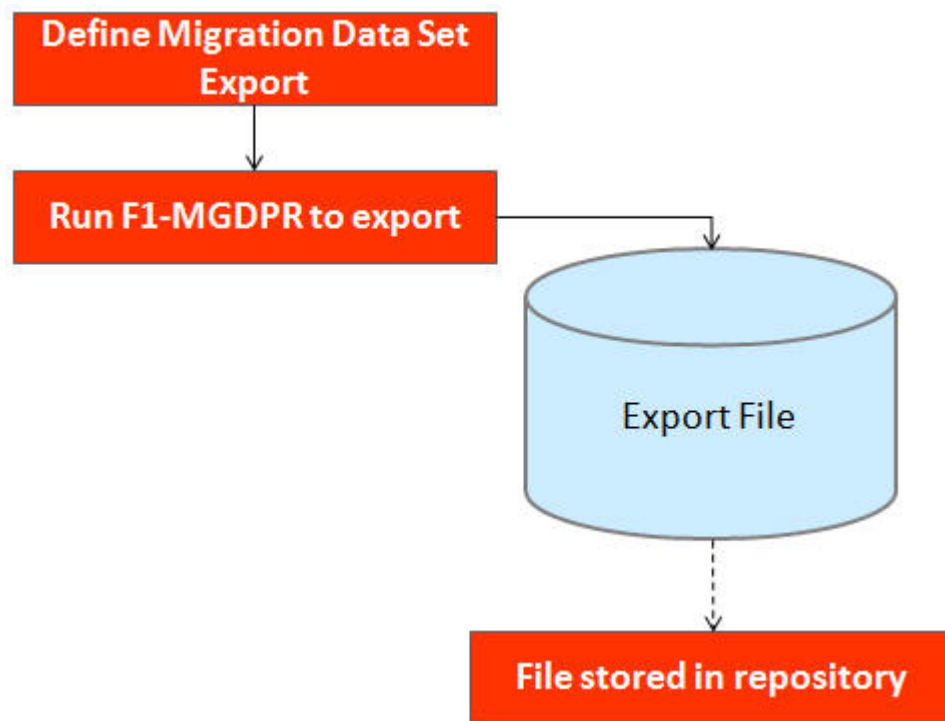 Define Migration Data Set
Export
Run F1-MGDPR to export
Export File
File stored in repository